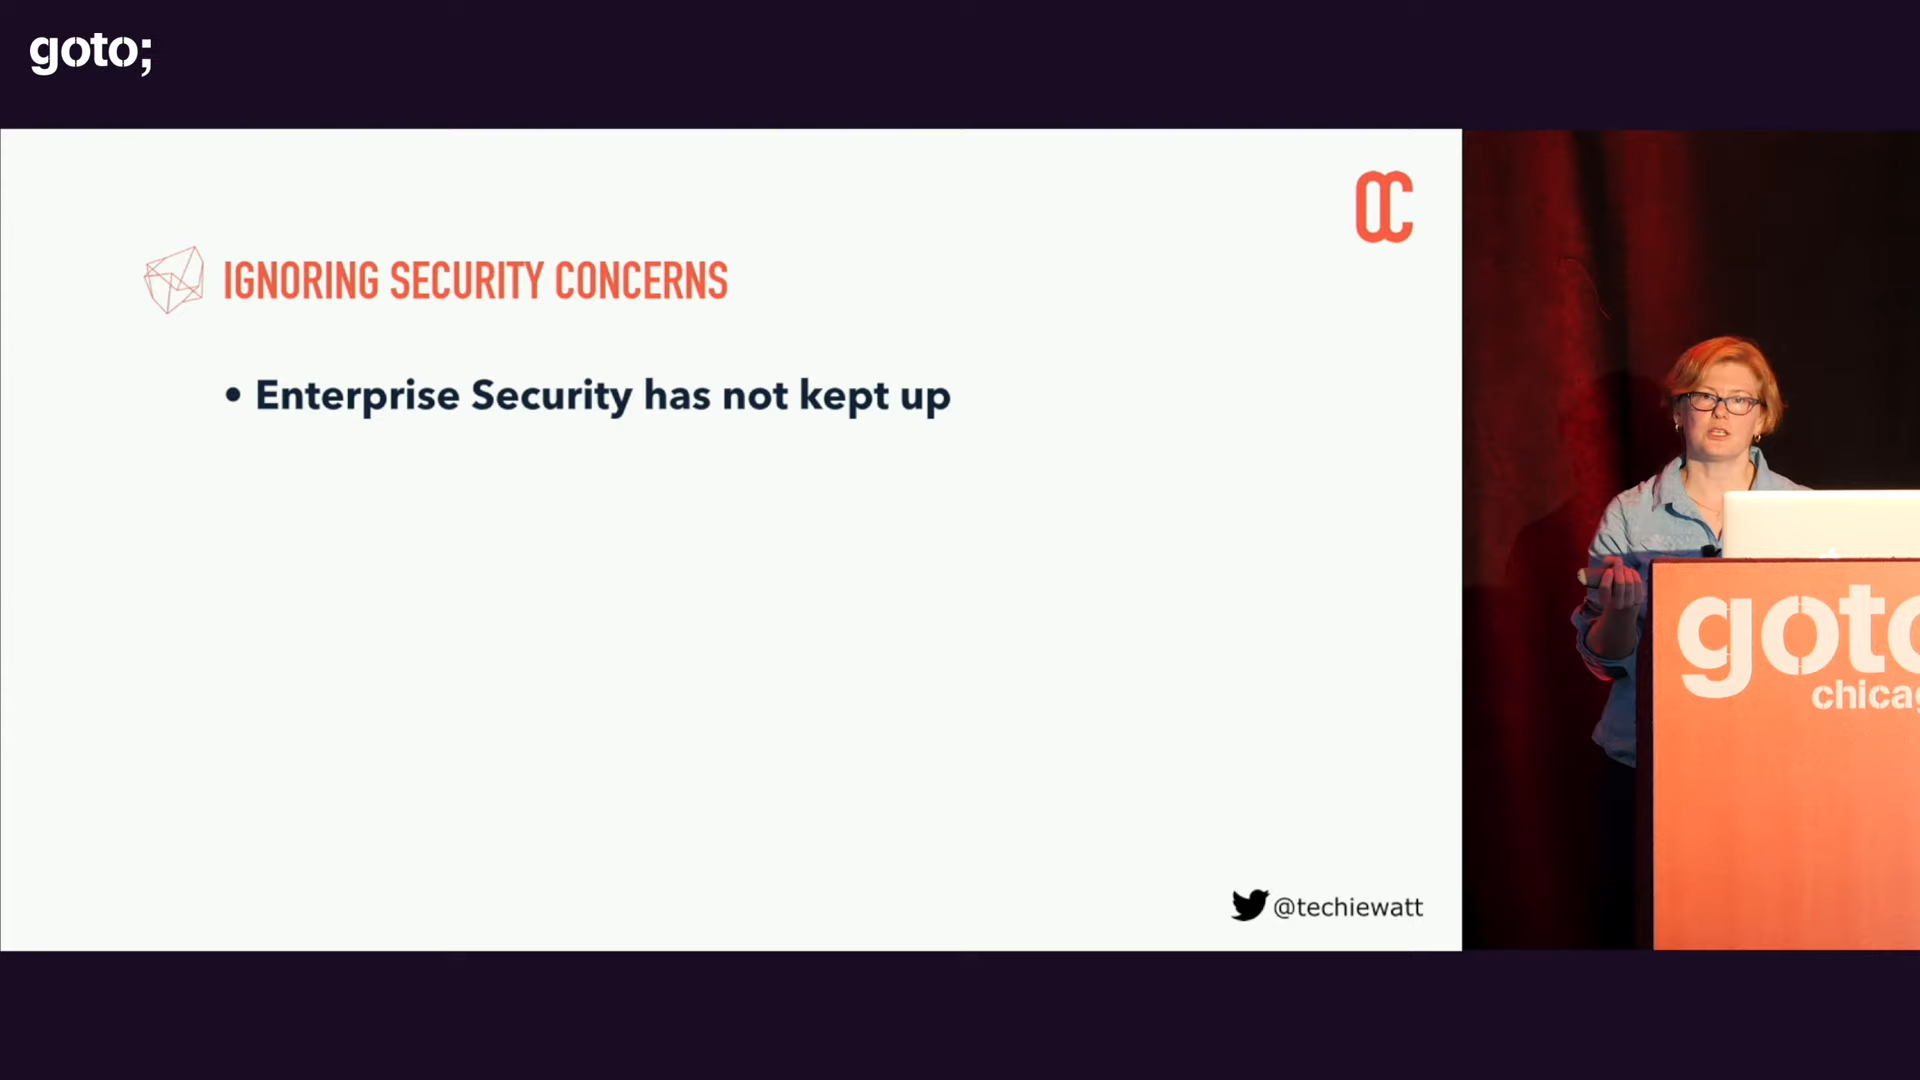 goto;
IGNORING SECURITY CONCERNS
• Enterprise Security has not kept up
@techiewatt
goto
chicag